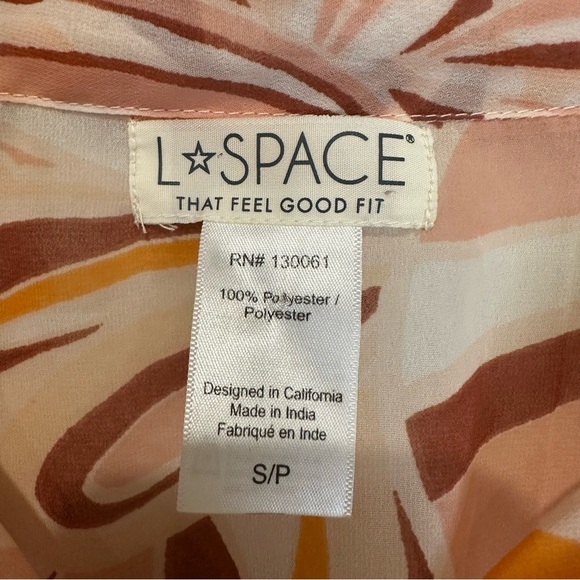 L☆SPACE®
THAT FEEL GOOD FIT
RN# 130061
100% Polyester /
Polyester
Designed in California
Made in India
Fabriqué en Inde
S/P